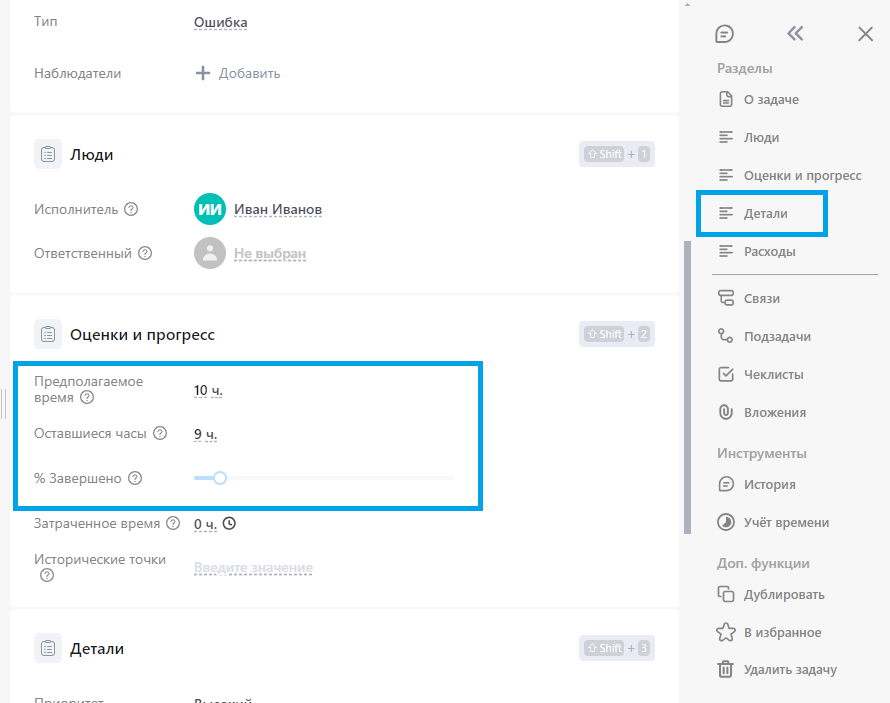 Тип
Ошибка
Наблюдатели
Добавить
Люди
Shift + 1
Исполнитель
ИИ
Иван Иванов
Ответственный
Не выбран
Оценки и прогресс
Shift + 2
Предполагаемое
время
10 ч.
Оставшиеся часы
9 ч.
% Завершено
Затраченное время
0 ч.
Исторические точки
Введите значение
Детали
Shift + 3
Приоритет
Высокий
Разделы
О задаче
Люди
Оценки и прогресс
Детали
Расходы
Связи
Подзадачи
Чеклисты
Вложения
Инструменты
История
Учёт времени
Доп. функции
Дублировать
В избранное
Удалить задачу